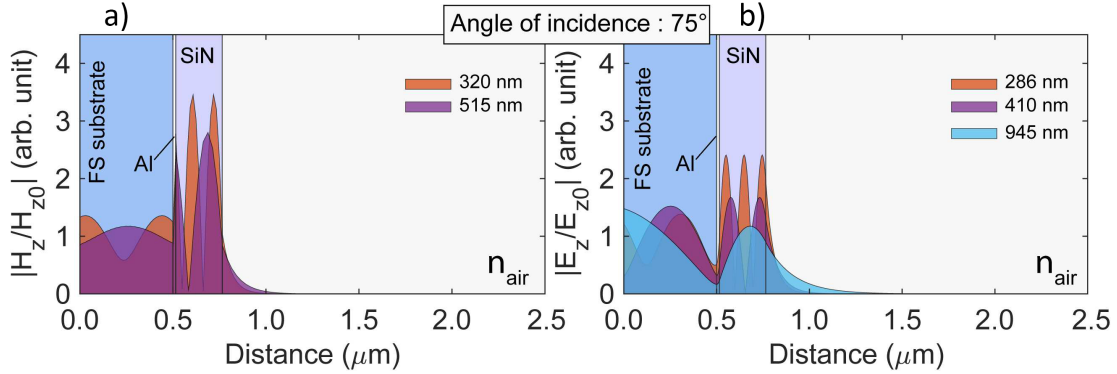 a)
Angle of incidence : 75°
b)
|H_z/H_z0| (arb. unit)
4
3
2
1
0
FS substrate
Al
SiN
320 nm
515 nm
n_air
0.0 0.5 1.0 1.5 2.0 2.5
Distance (μm)
|E_z/E_z0| (arb. unit)
4
3
2
1
0
FS substrate
Al
SiN
286 nm
410 nm
945 nm
n_air
0.0 0.5 1.0 1.5 2.0 2.5
Distance (μm)